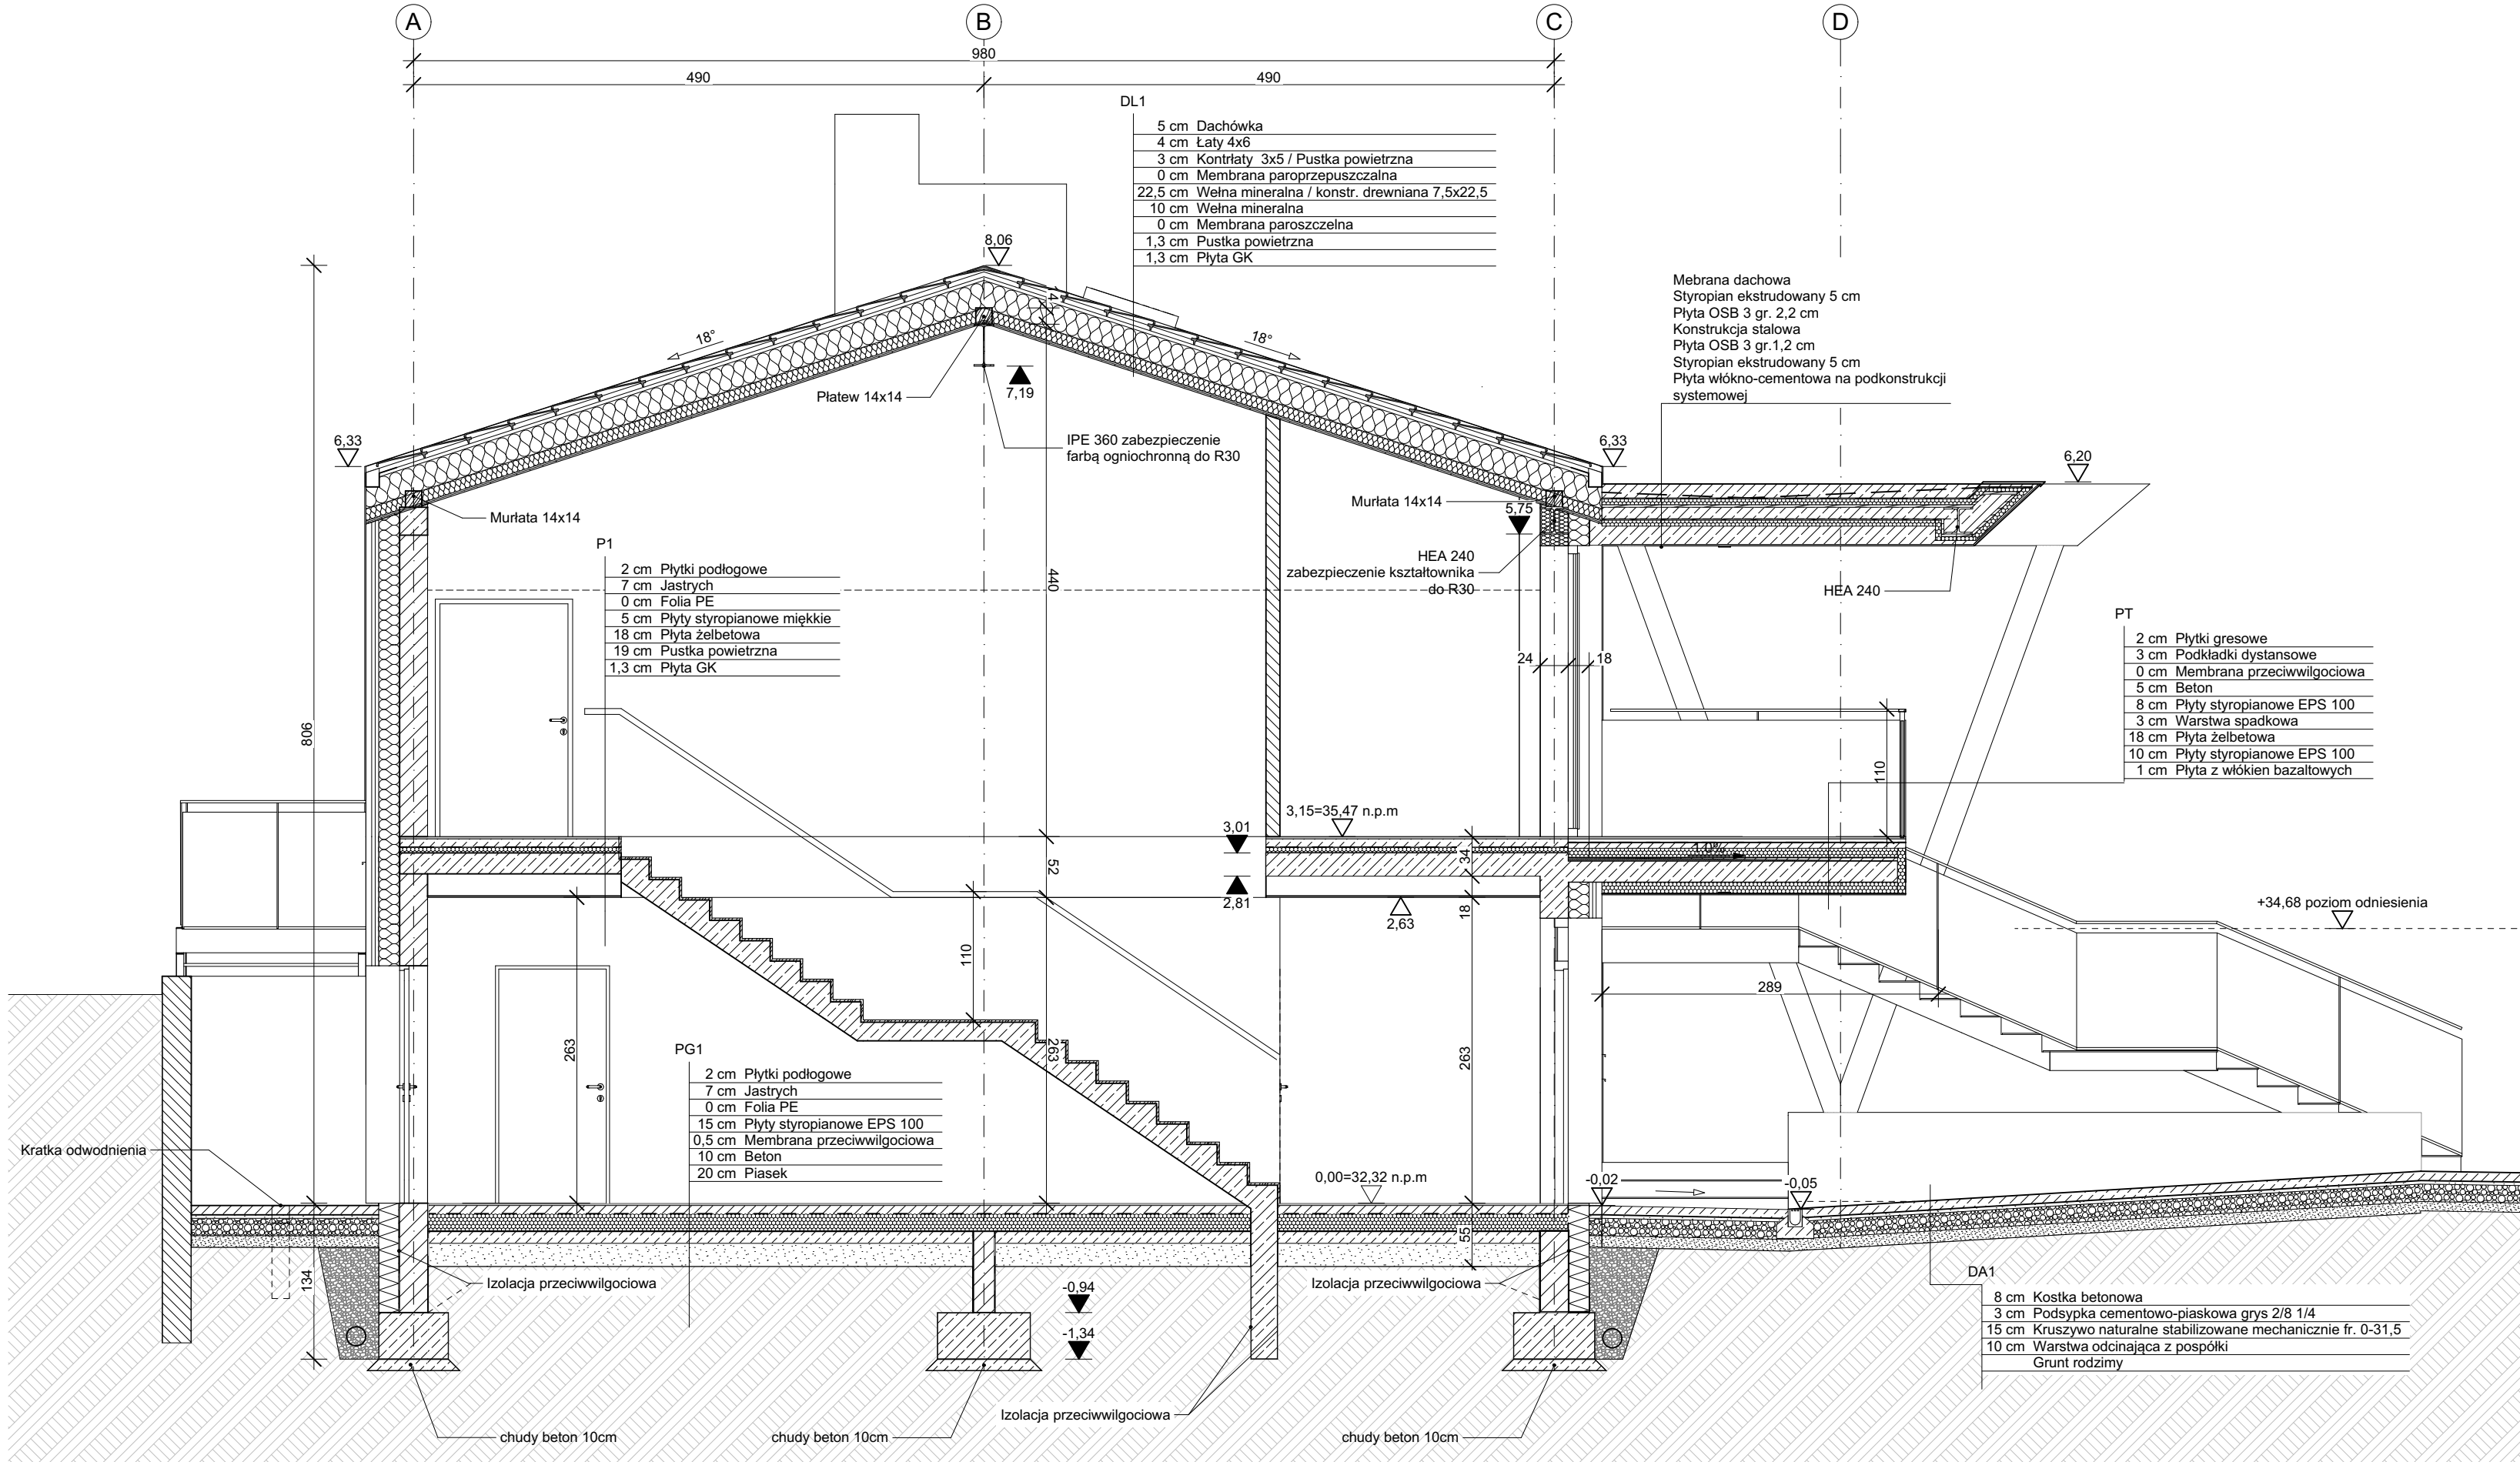 A
B
C
D
980
490
490
DL1
5 cm Dachówka
4 cm Łaty 4x6
3 cm Kontrłaty 3x5 / Pustka powietrzna
0 cm Membrana paroprzepuszczalna
22,5 cm Wełna mineralna / konstr. drewniana 7,5x22,5
10 cm Wełna mineralna
0 cm Membrana paroszczelna
1,3 cm Pustka powietrzna
1,3 cm Płyta GK
8,06
14
18°
18°
7,19
Płatew 14x14
IPE 360 zabezpieczenie
farbą ogniochronną do R30
Mebrana dachowa
Styropian ekstrudowany 5 cm
Płyta OSB 3 gr. 2,2 cm
Konstrukcja stalowa
Płyta OSB 3 gr.1,2 cm
Styropian ekstrudowany 5 cm
Płyta włókno-cementowa na podkonstrukcji
systemowej
6,33
6,33
6,20
Murłata 14x14
Murłata 14x14
5,75
HEA 240
zabezpieczenie kształtownika
do R30
HEA 240
P1
2 cm Płytki podłogowe
7 cm Jastrych
0 cm Folia PE
5 cm Płyty styropianowe miękkie
18 cm Płyta żelbetowa
19 cm Pustka powietrzna
1,3 cm Płyta GK
440
24
18
PT
2 cm Płytki gresowe
3 cm Podkładki dystansowe
0 cm Membrana przeciwwilgociowa
5 cm Beton
8 cm Płyty styropianowe EPS 100
3 cm Warstwa spadkowa
18 cm Płyta żelbetowa
10 cm Płyty styropianowe EPS 100
1 cm Płyta z włókien bazaltowych
806
110
3,15=35,47 n.p.m
3,01
52
34
1.0%
2,81
18
2,63
+34,68 poziom odniesienia
110
289
263
263
263
PG1
2 cm Płytki podłogowe
7 cm Jastrych
0 cm Folia PE
15 cm Płyty styropianowe EPS 100
0,5 cm Membrana przeciwwilgociowa
10 cm Beton
20 cm Piasek
Kratka odwodnienia
0,00=32,32 n.p.m
-0,02
-0,05
55
134
Izolacja przeciwwilgociowa
Izolacja przeciwwilgociowa
-0,94
-1,34
DA1
8 cm Kostka betonowa
3 cm Podsypka cementowo-piaskowa grys 2/8 1/4
15 cm Kruszywo naturalne stabilizowane mechanicznie fr. 0-31,5
10 cm Warstwa odcinająca z pospółki
Grunt rodzimy
Izolacja przeciwwilgociowa
chudy beton 10cm
chudy beton 10cm
chudy beton 10cm